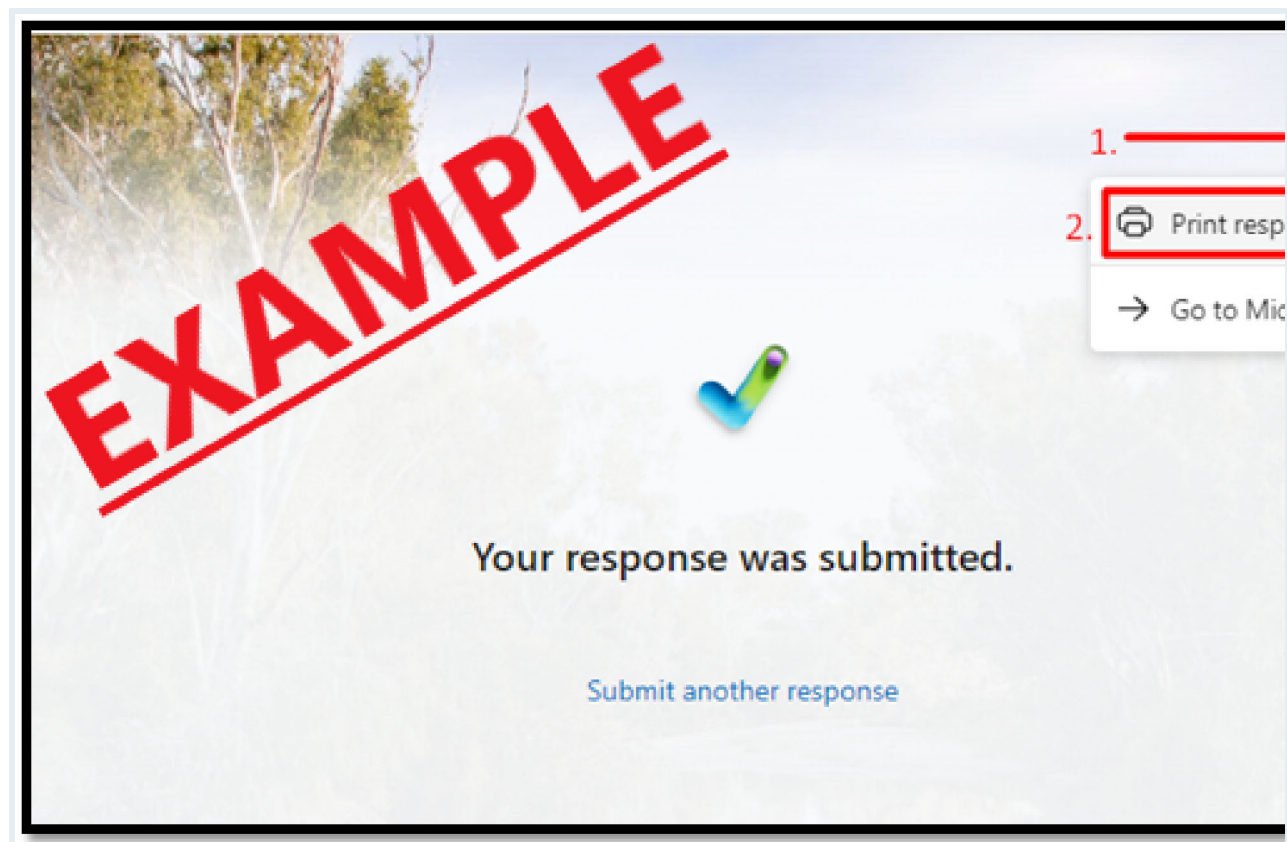 EXAMPLE
1.
2. Print resp
Go to Mic
Your response was submitted.
Submit another response